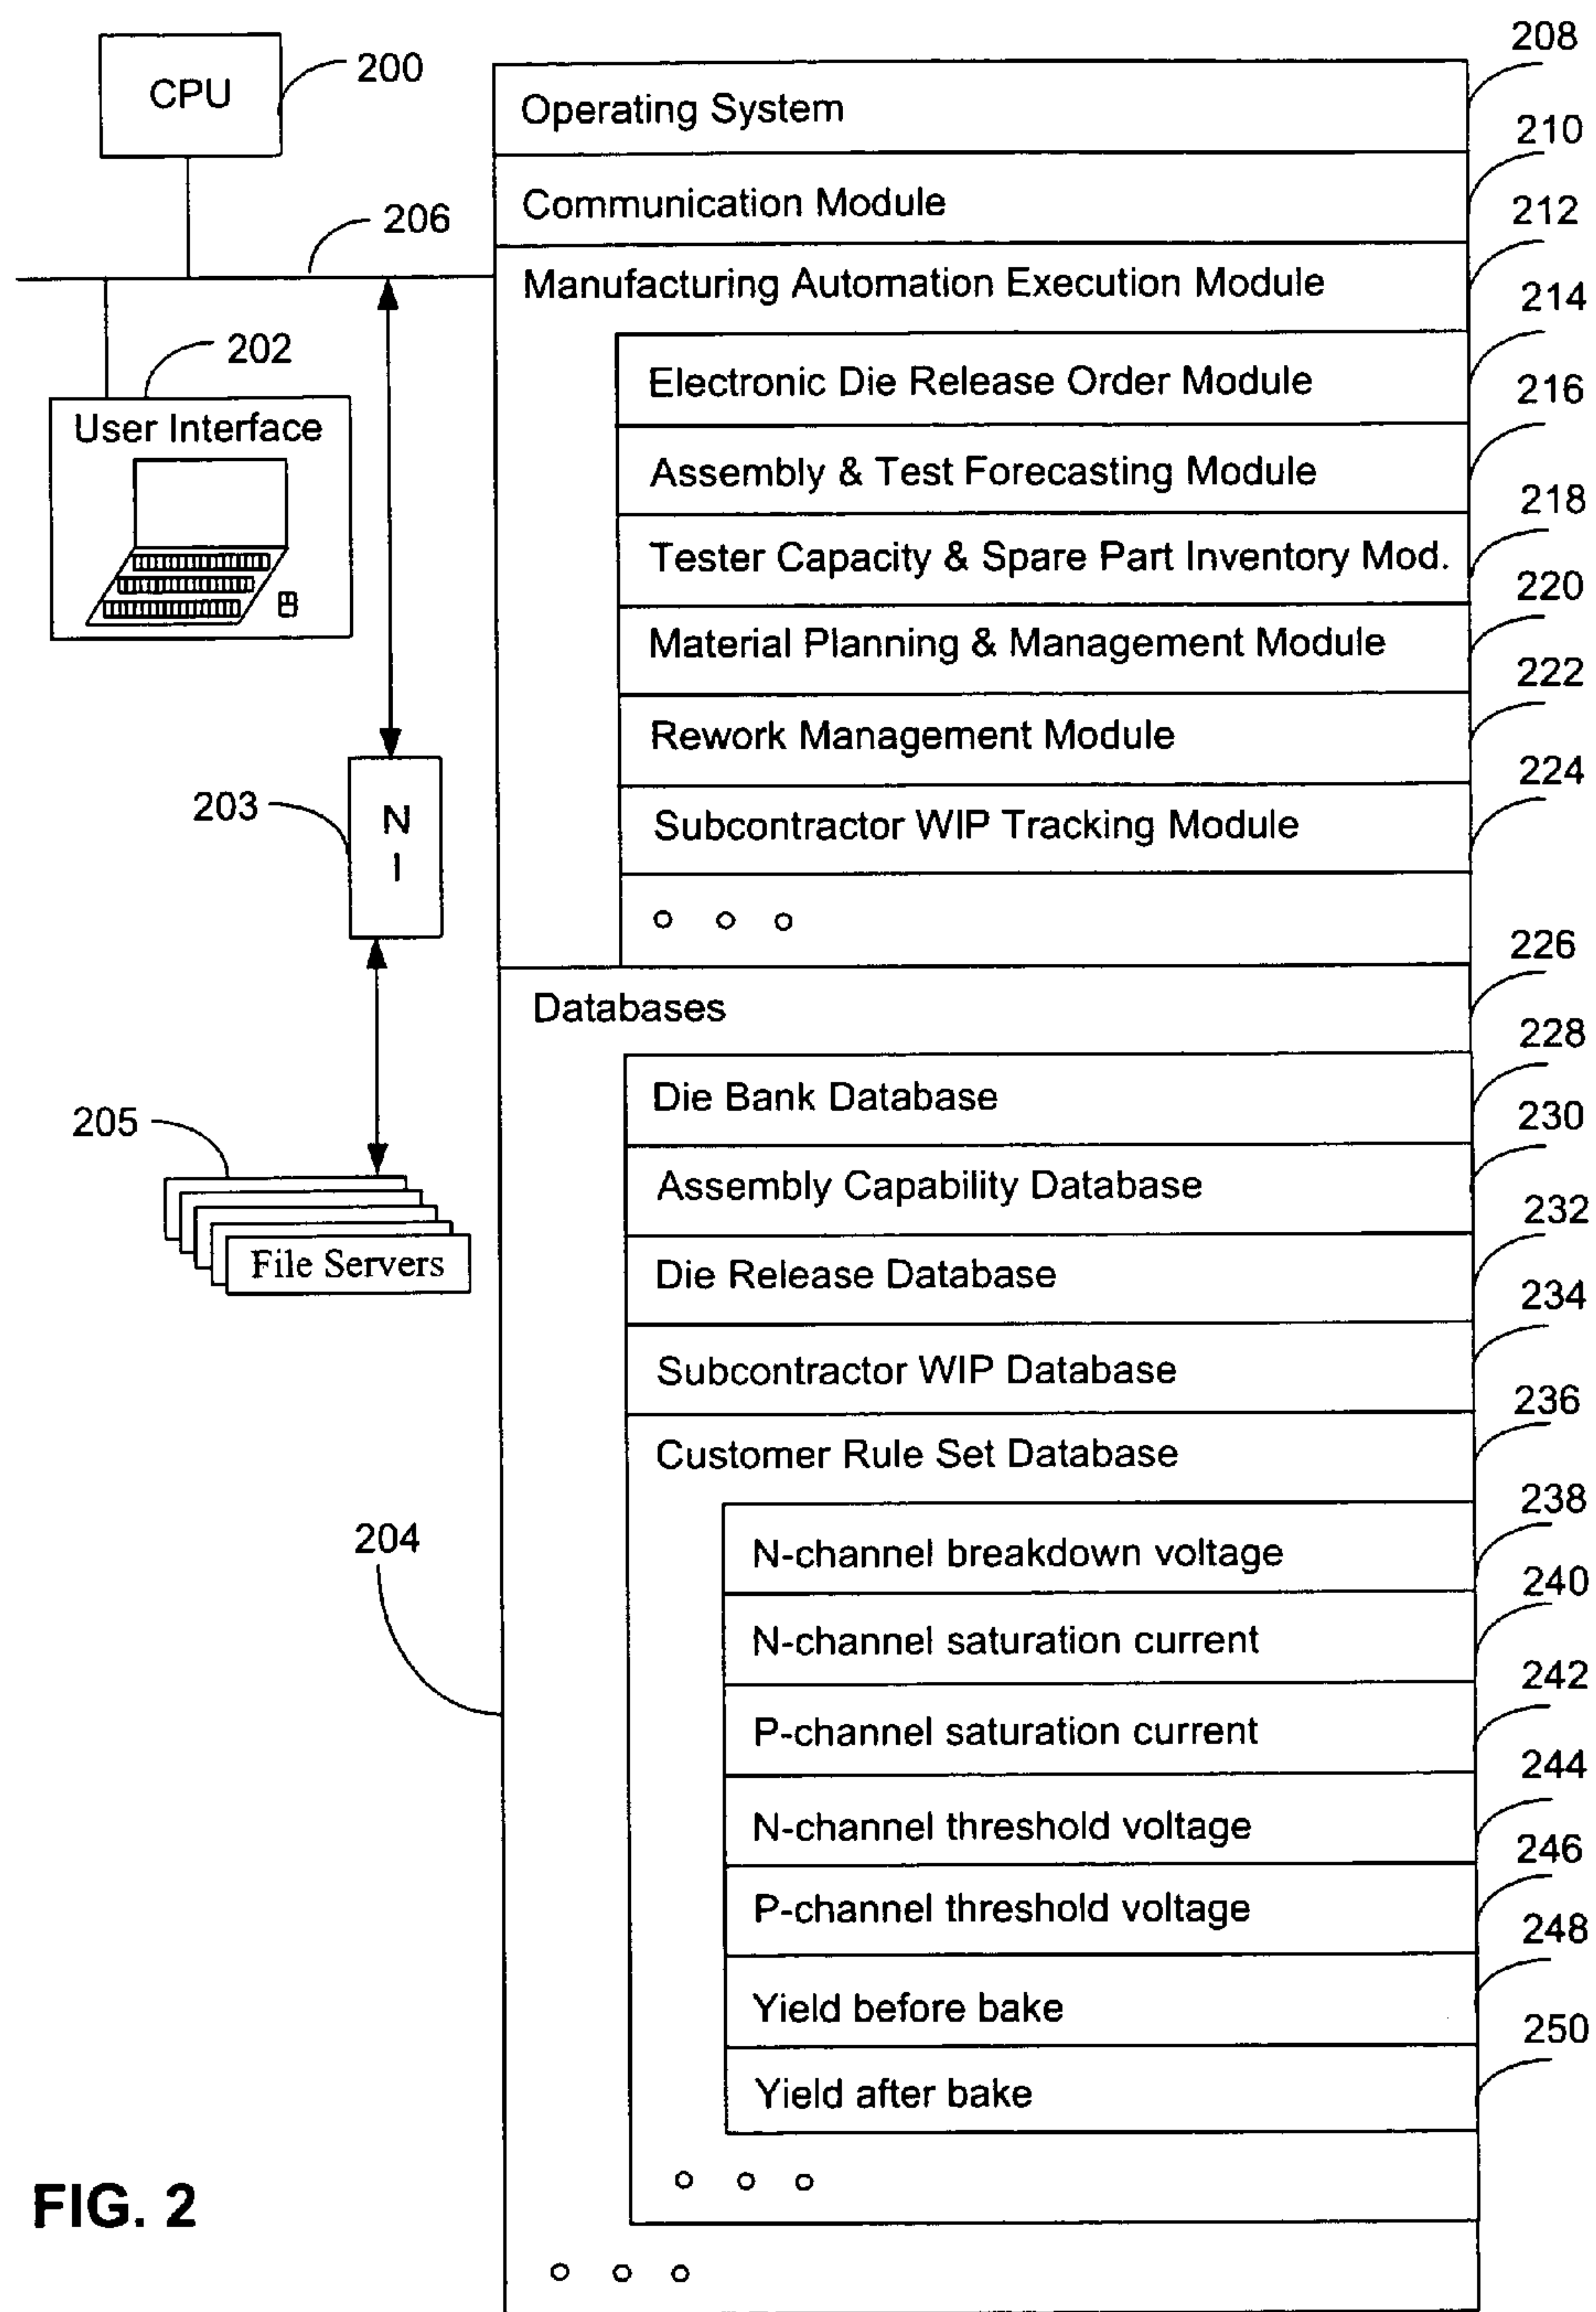 CPU
200
206
202
User Interface
203
N
I
205
File Servers
204
208
Operating System
210
Communication Module
212
Manufacturing Automation Execution Module
214
Electronic Die Release Order Module
216
Assembly & Test Forecasting Module
218
Tester Capacity & Spare Part Inventory Mod.
220
Material Planning & Management Module
222
Rework Management Module
224
Subcontractor WIP Tracking Module
226
Databases
228
Die Bank Database
230
Assembly Capability Database
232
Die Release Database
234
Subcontractor WIP Database
236
Customer Rule Set Database
238
N-channel breakdown voltage
240
N-channel saturation current
242
P-channel saturation current
244
N-channel threshold voltage
246
P-channel threshold voltage
248
Yield before bake
250
Yield after bake
FIG. 2